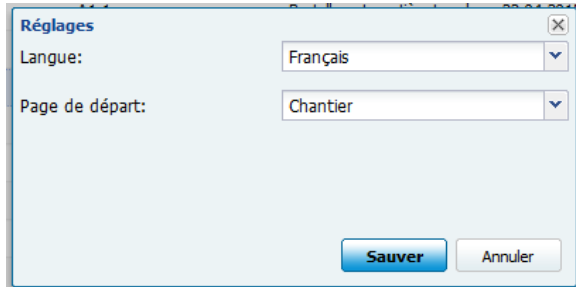 Réglages
Langue:
Français
Page de départ:
Chantier
Sauver
Annuler